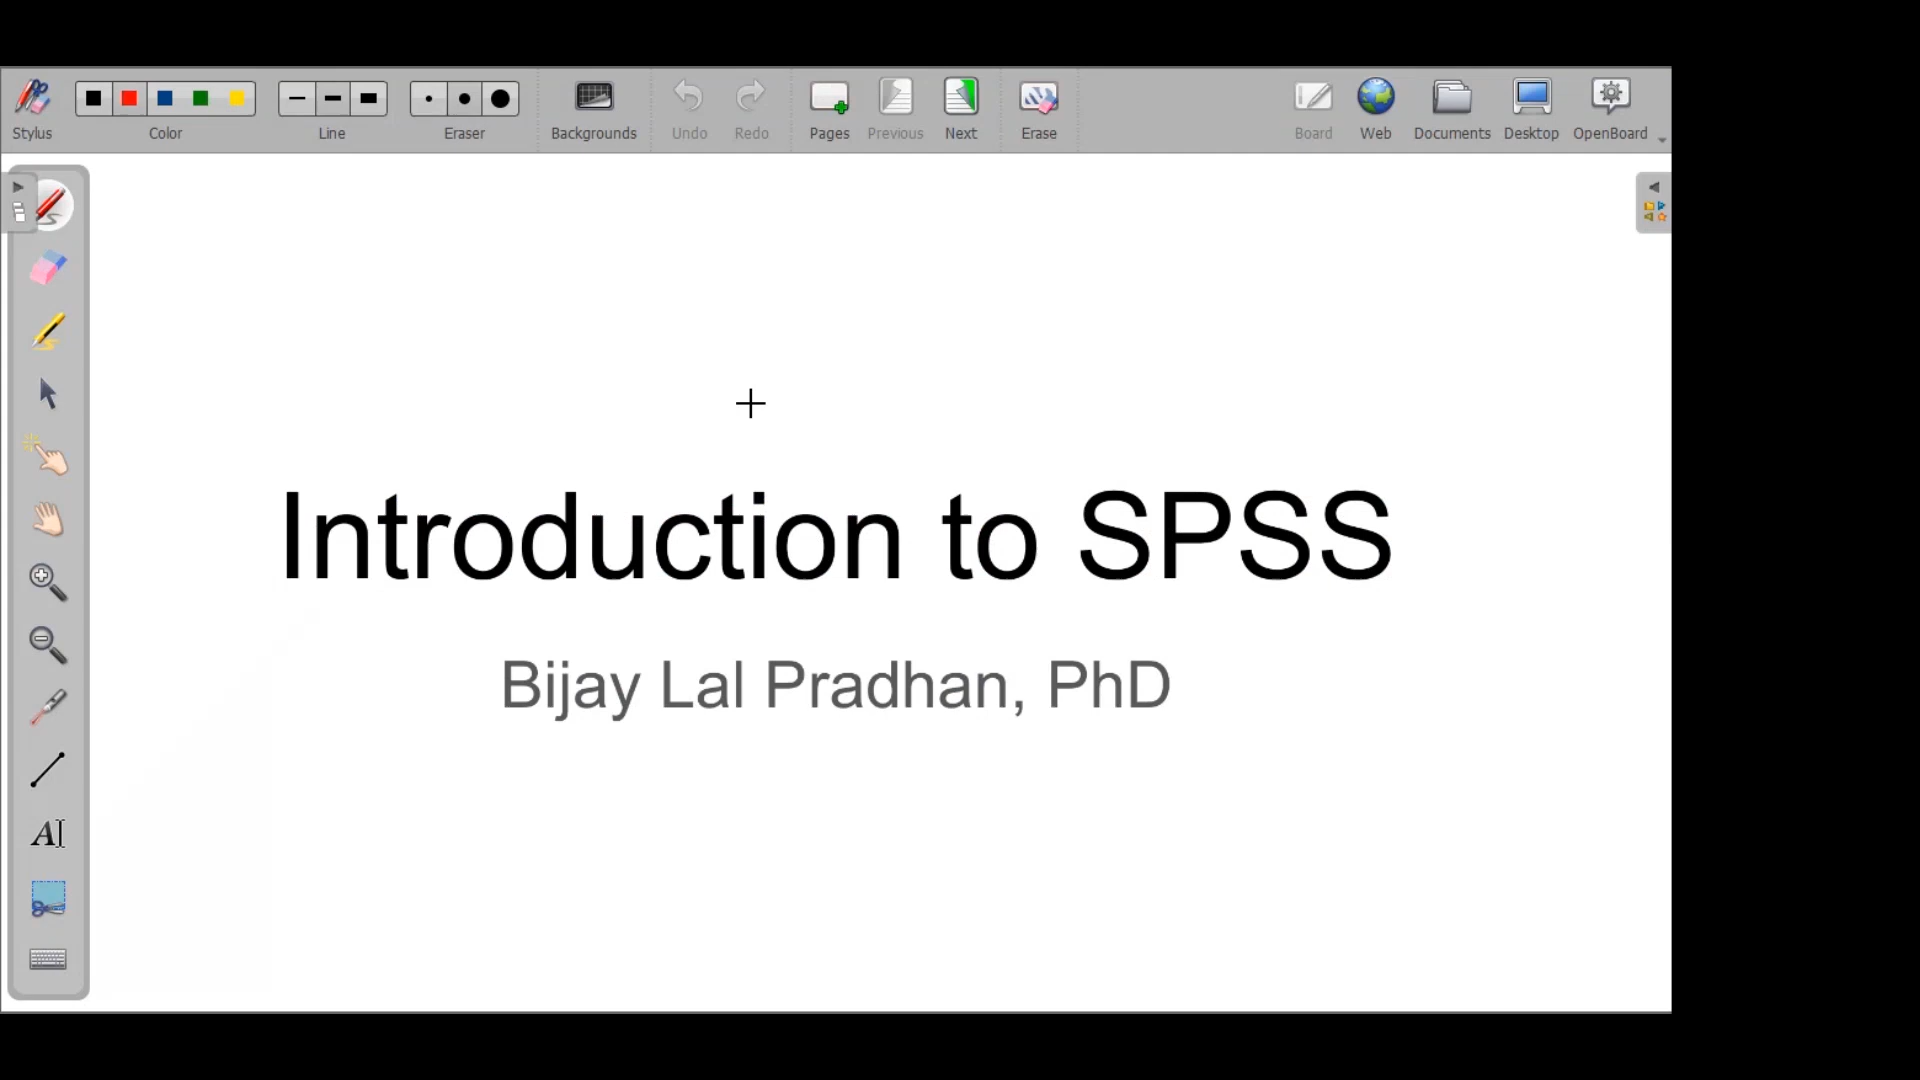 Stylus
Color
Line
Eraser
Backgrounds
Undo
Redo
Pages
Previous
Next
Erase
Board
Web
Documents
Desktop
OpenBoard
Introduction to SPSS
Bijay Lal Pradhan, PhD